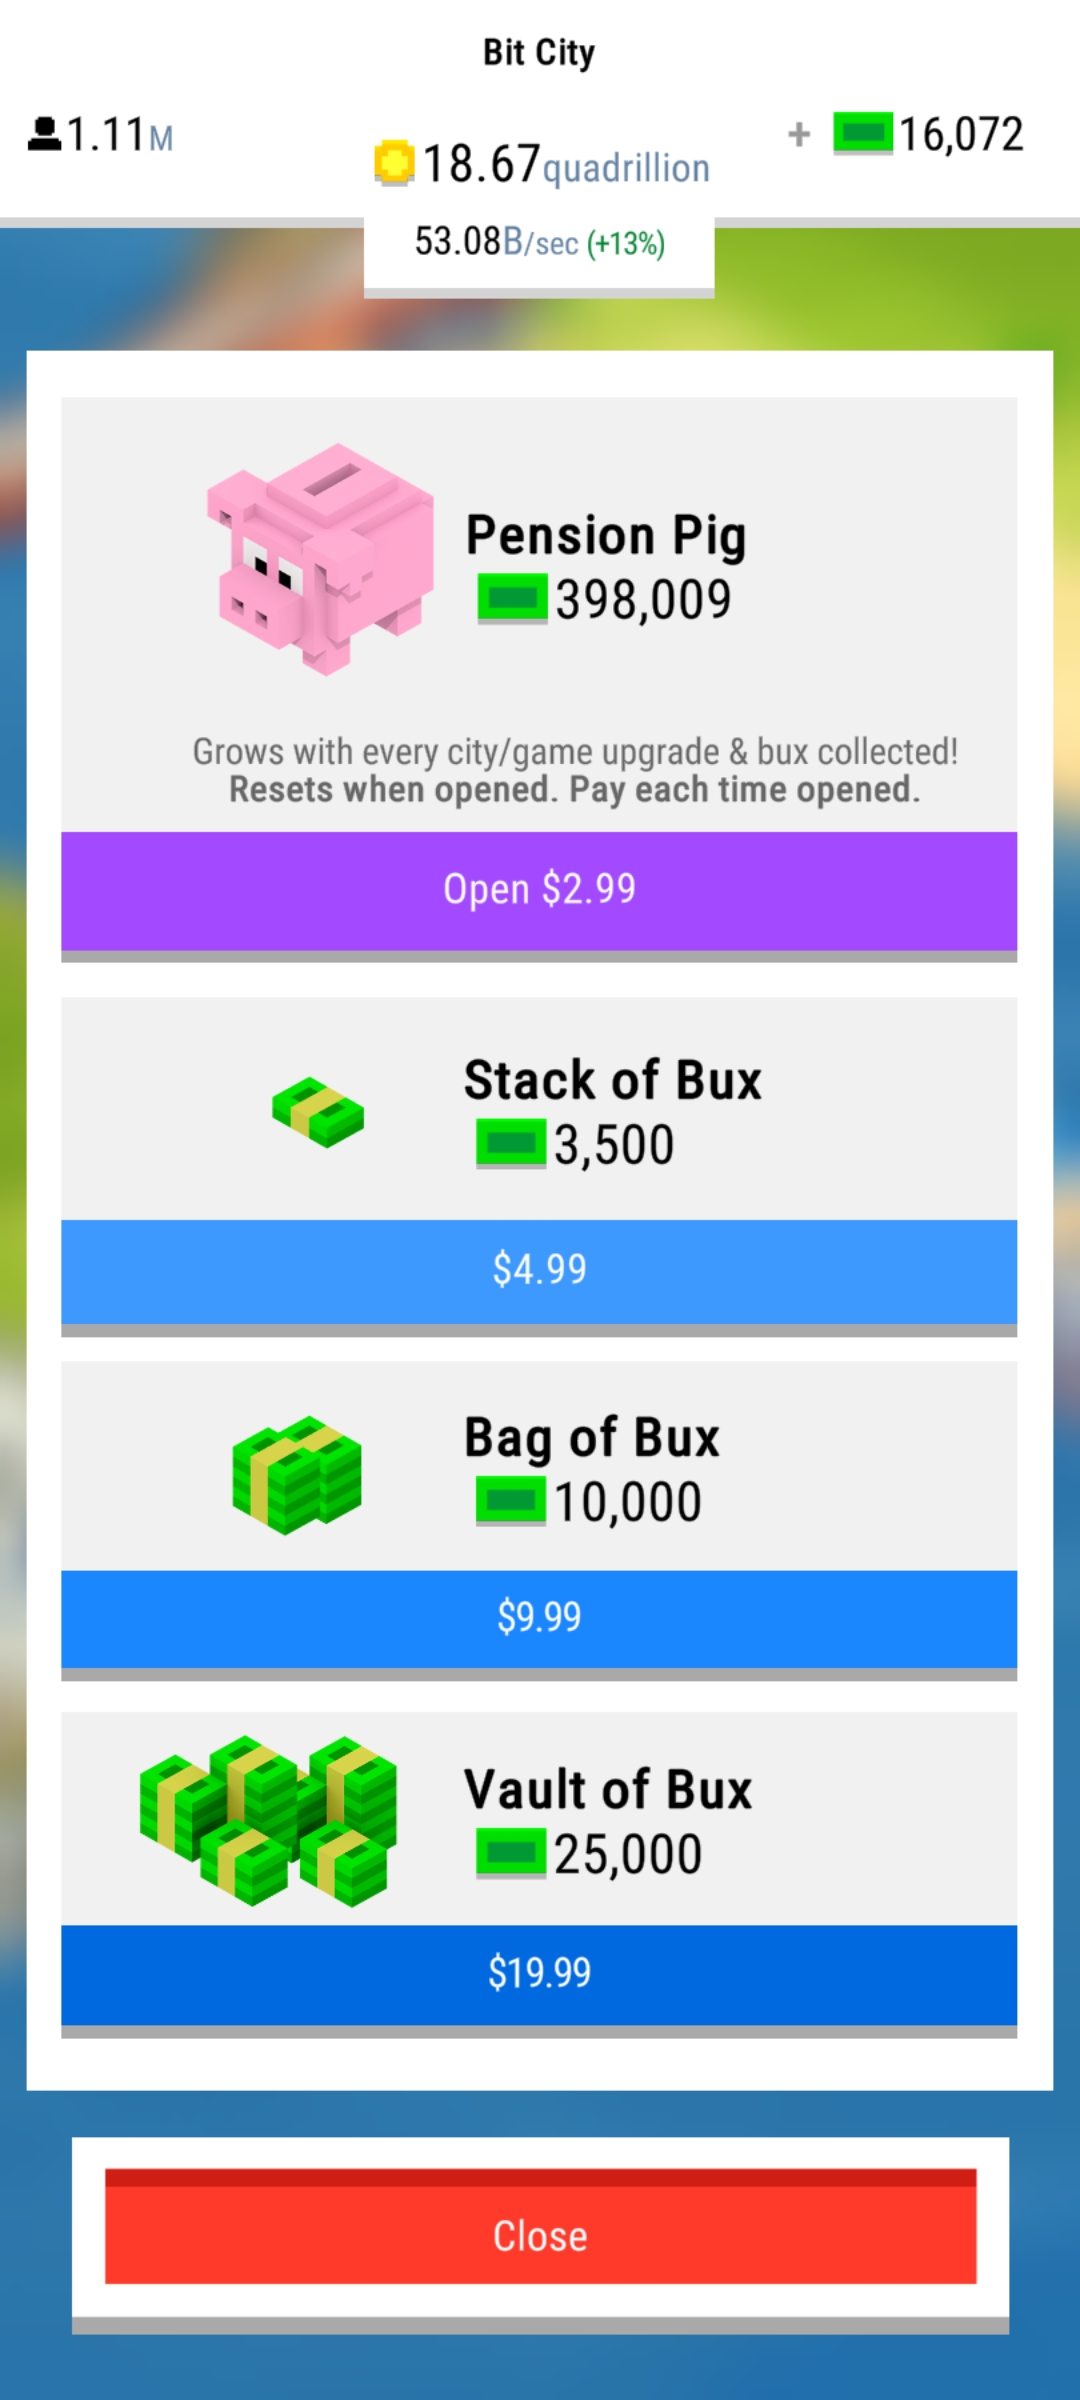 Bit City
1.11M
18.67quadrillion
+ 16,072
53.08B/sec (+13%)
Pension Pig
398,009
Grows with every city/game upgrade & bux collected!
Resets when opened. Pay each time opened.
Open $2.99
Stack of Bux
3,500
$4.99
Bag of Bux
10,000
$9.99
Vault of Bux
25,000
$19.99
Close